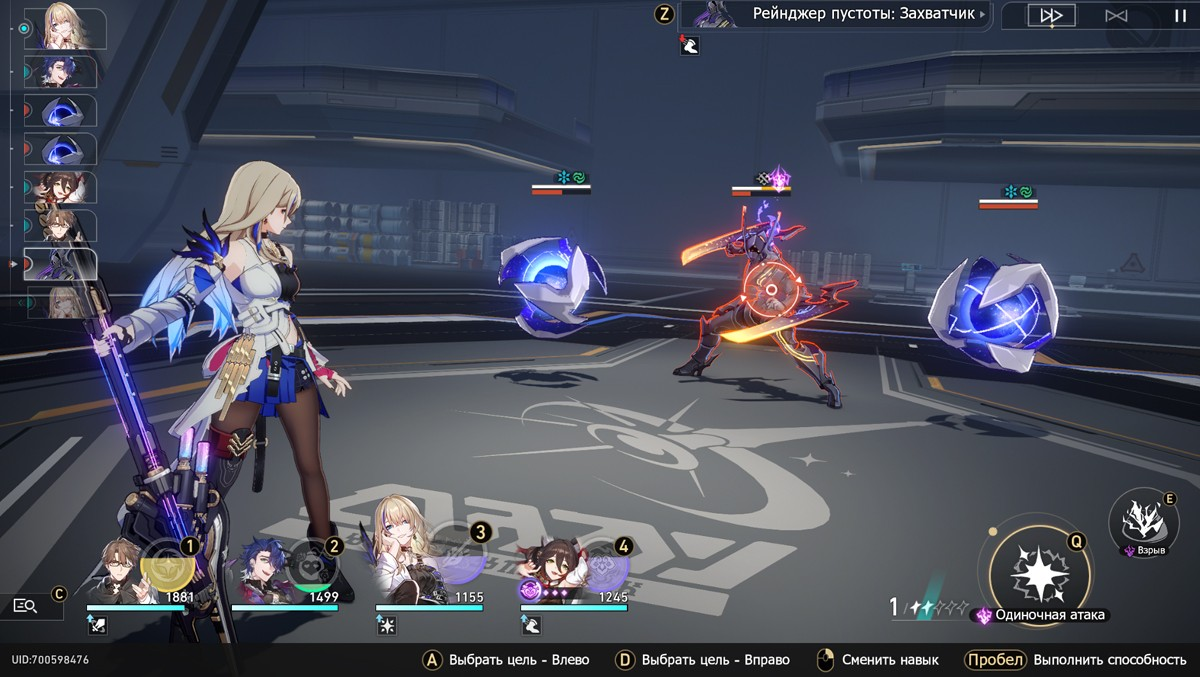 Z
Рейнджер пустоты: Захватчик
E
Взрыв
Q
1
Одиночная атака
1
1881
2
1499
3
1155
4
1245
C
UID:700598476
A Выбрать цель - Влево
D Выбрать цель - Вправо
Сменить навык
Пробел Выполнить способность